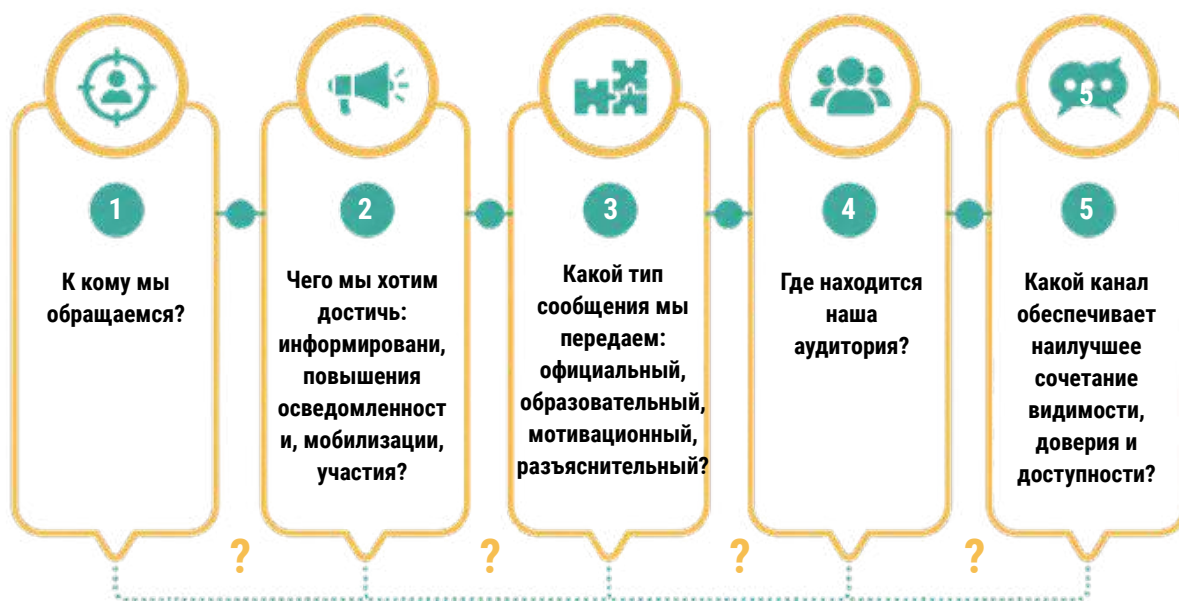 5
1
К кому мы
обращаемся?
2
Чего мы хотим
достичь:
информировани,
повышения
осведомленност
и, мобилизации,
участия?
3
Какой тип
сообщения мы
передаем:
официальный,
образовательный,
мотивационный,
разъяснительный?
4
Где находится
наша
аудитория?
5
Какой канал
обеспечивает
наилучшее
сочетание
видимости,
доверия и
доступности?
?
?
?
?